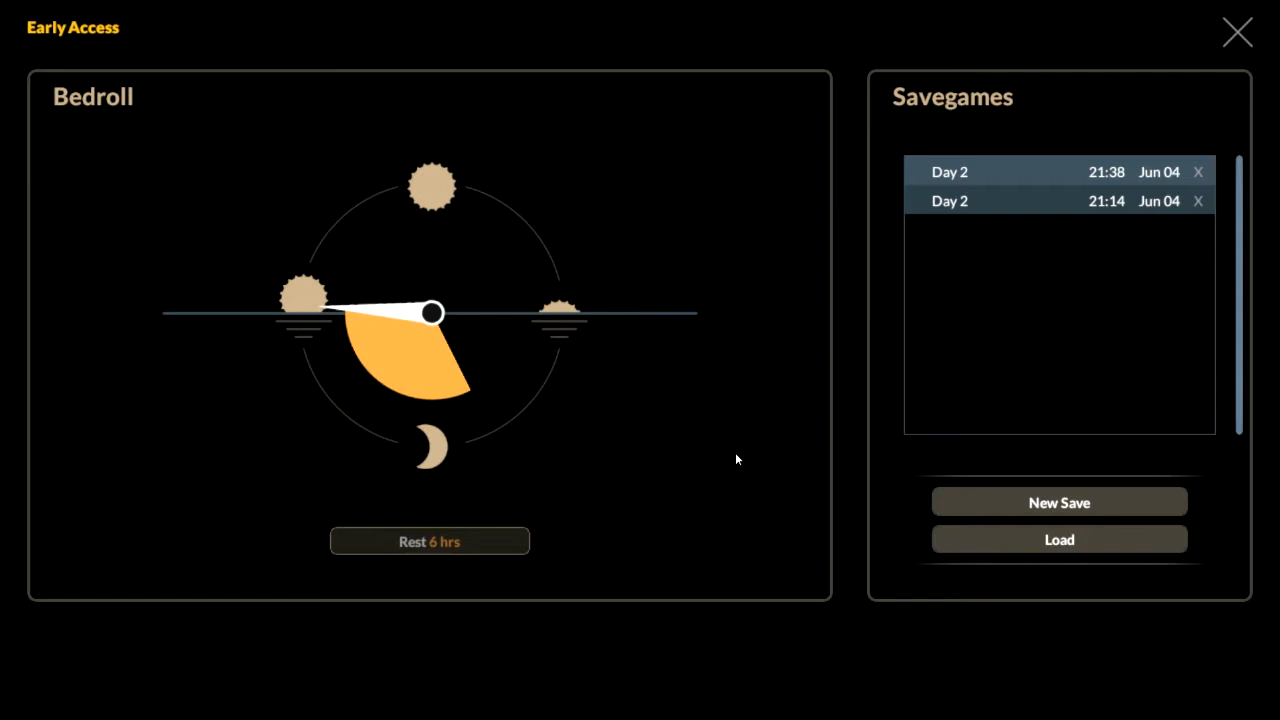 Early Access
Bedroll
Rest 6 hrs
Savegames
Day 2 21:38 Jun 04 X
Day 2 21:14 Jun 04 X
New Save
Load